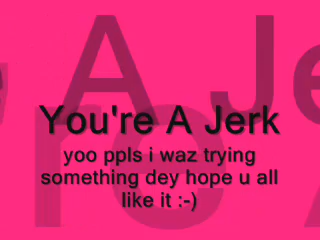 You're A Jerk
yoo ppls i waz trying
something dey hope u all
like it :-)